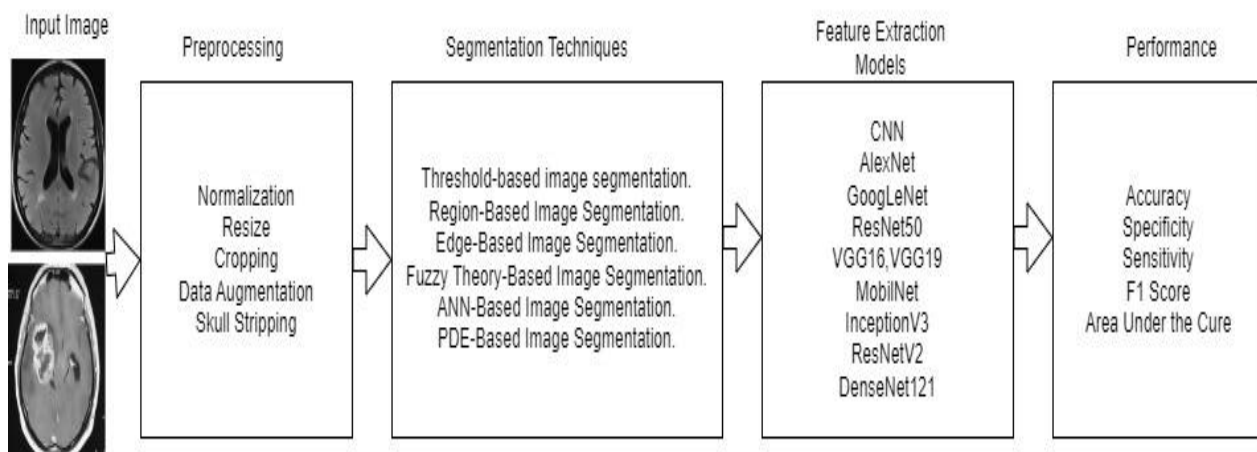 Input Image
Preprocessing
Normalization
Resize
Cropping
Data Augmentation
Skull Stripping
Segmentation Techniques
Threshold-based image segmentation.
Region-Based Image Segmentation.
Edge-Based Image Segmentation.
Fuzzy Theory-Based Image Segmentation.
ANN-Based Image Segmentation.
PDE-Based Image Segmentation.
Feature Extraction
Models
CNN
AlexNet
GoogLeNet
ResNet50
VGG16,VGG19
MobilNet
InceptionV3
ResNetV2
DenseNet121
Performance
Accuracy
Specificity
Sensitivity
F1 Score
Area Under the Cure